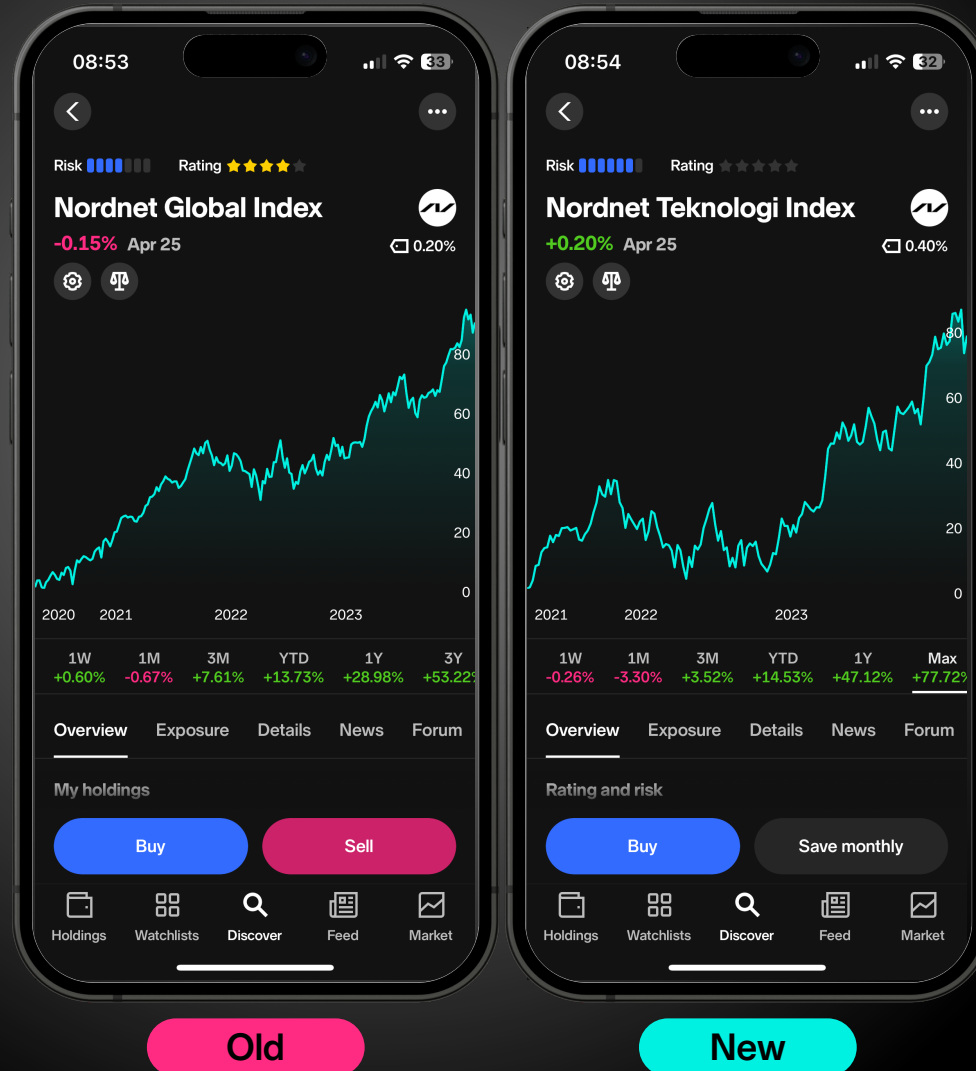 08:53
33
Risk
Rating
Nordnet Global Index
-0.15% Apr 25
0.20%
80
60
40
20
0
2020 2021 2022 2023
1W 1M 3M YTD 1Y 3Y
+0.60% -0.67% +7.61% +13.73% +28.98% +53.22%
Overview Exposure Details News Forum
My holdings
Buy Sell
Holdings Watchlists Discover Feed Market
Old
08:54
32
Risk
Rating
Nordnet Teknologi Index
+0.20% Apr 25
0.40%
80
60
40
20
0
2021 2022 2023
1W 1M 3M YTD 1Y Max
-0.26% -3.30% +3.52% +14.53% +47.12% +77.72%
Overview Exposure Details News Forum
Rating and risk
Buy Save monthly
Holdings Watchlists Discover Feed Market
New